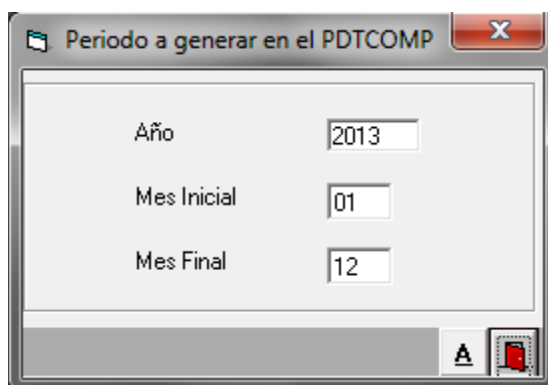 Periodo a generar en el PDTCOMP
Año 2013
Mes Inicial 01
Mes Final 12
A